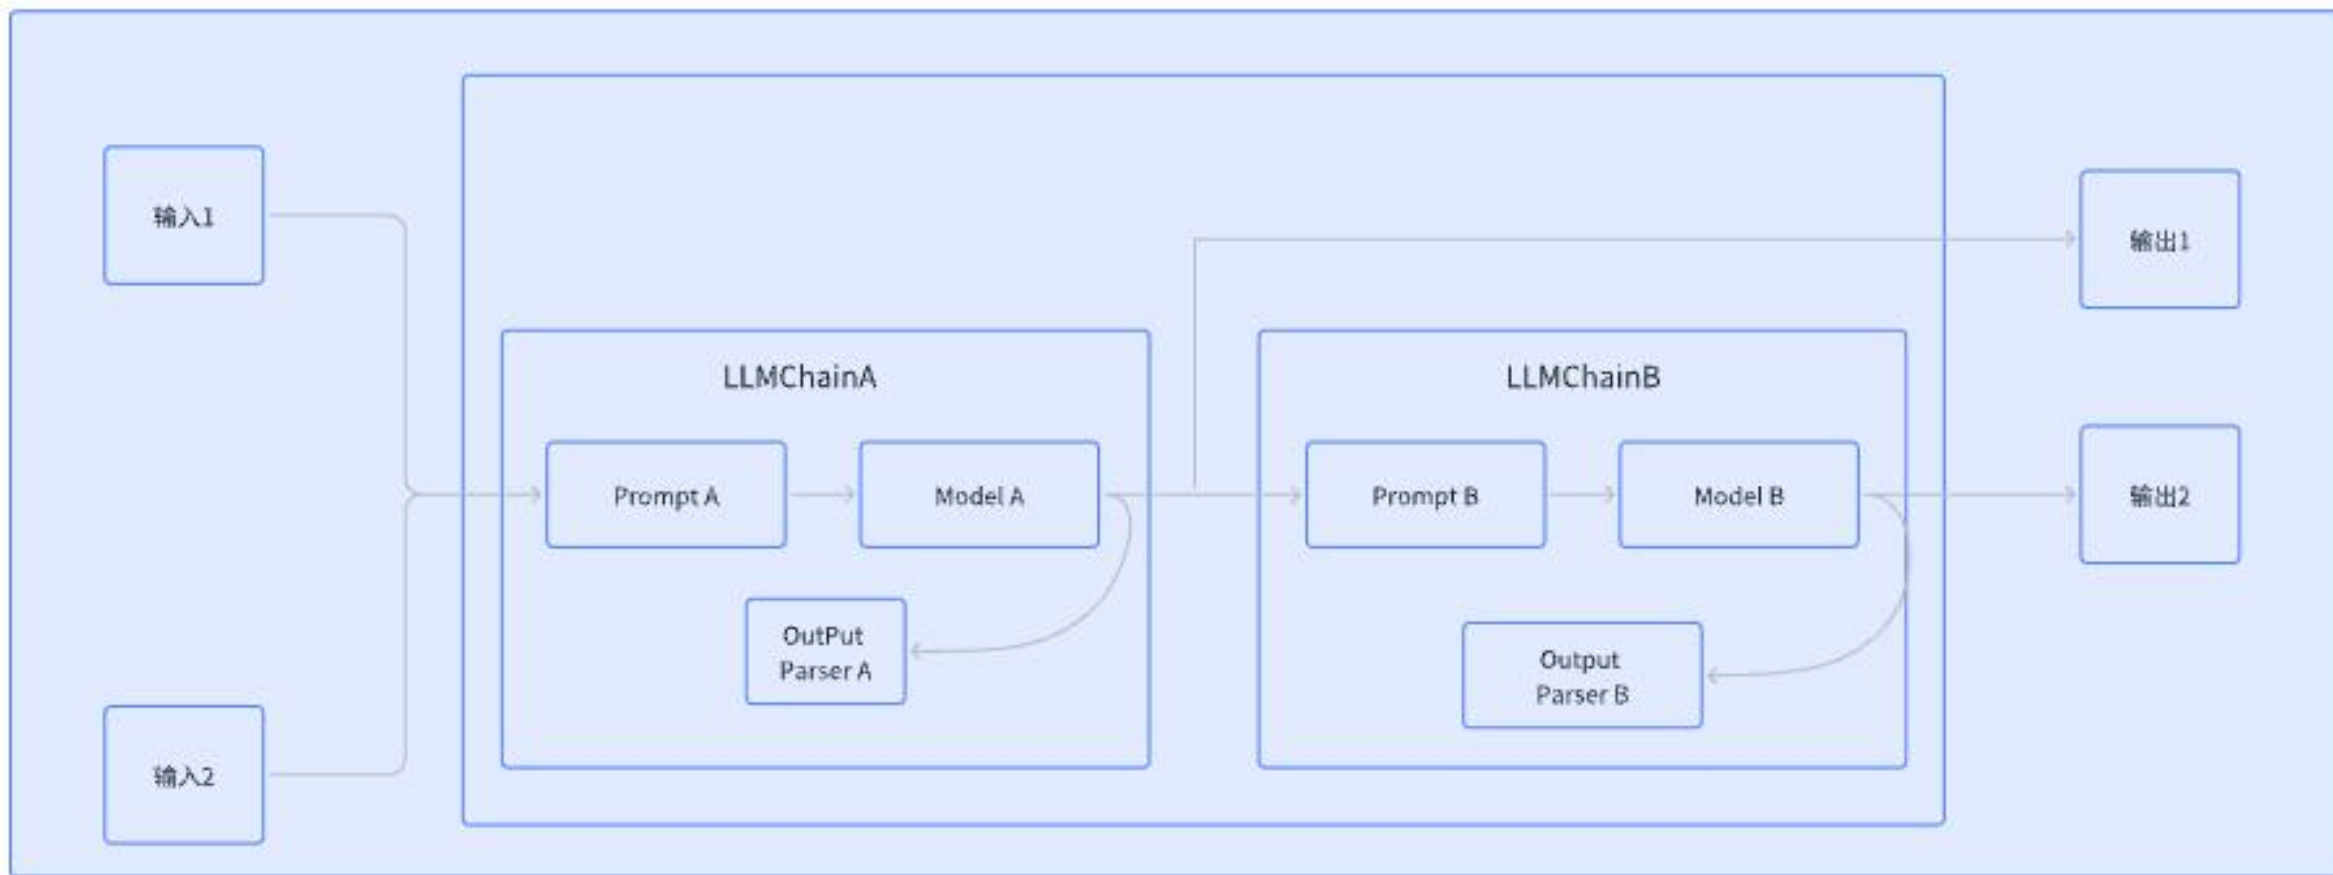 输入1
输出1
LLMChainA
LLMChainB
Prompt A
Model A
Prompt B
Model B
输出2
OutPut
Parser A
Output
Parser B
输入2